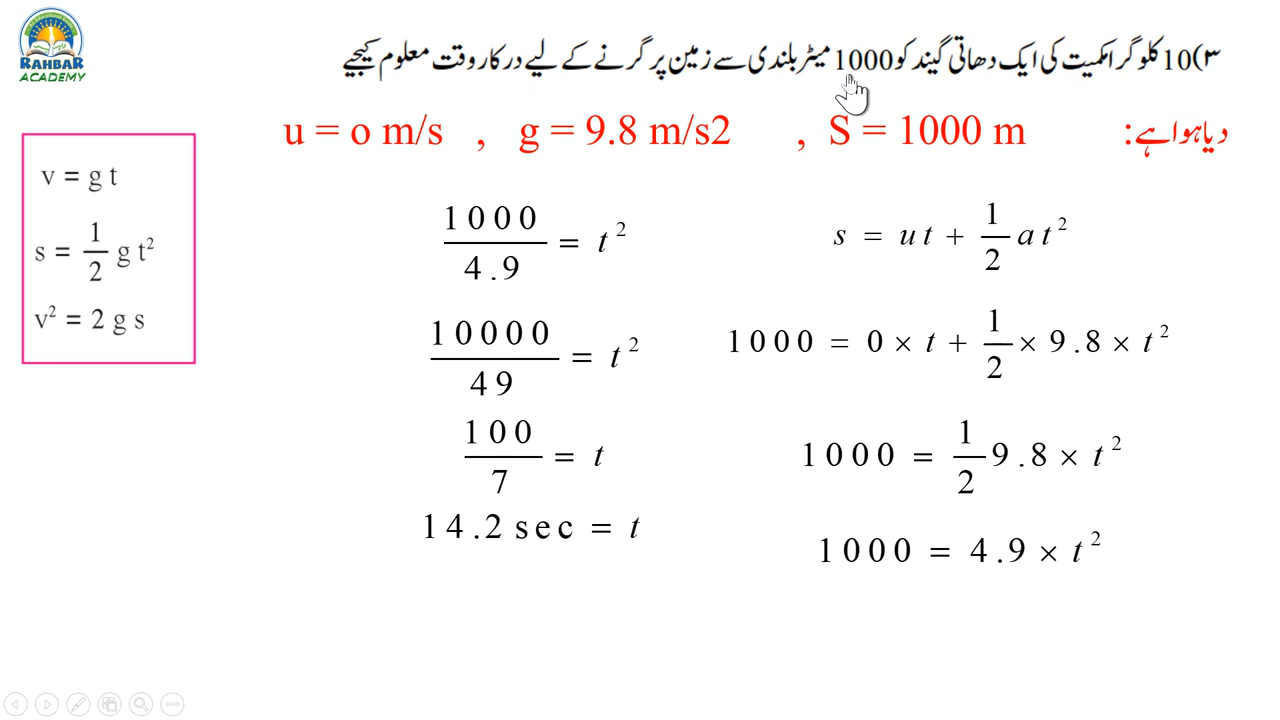 RAHBAR
ACADEMY
۳) 10 کلوگرام کمیت کی ایک دھاتی گیند کو 1000 میٹر بلندی سے زمین پر گرنے کے لیے درکار وقت معلوم کیجیے
دیا ہوا ہے: S = 1000 m , g = 9.8 m/s2 , u = o m/s
v = g t
s = 1/2 g t²
v² = 2 g s
s = ut + 1/2 at²
1000 = 0 × t + 1/2 × 9.8 × t²
1000 = 1/2 9.8 × t²
1000 = 4.9 × t²
1000/4.9 = t²
10000/49 = t²
100/7 = t
14.2 sec = t